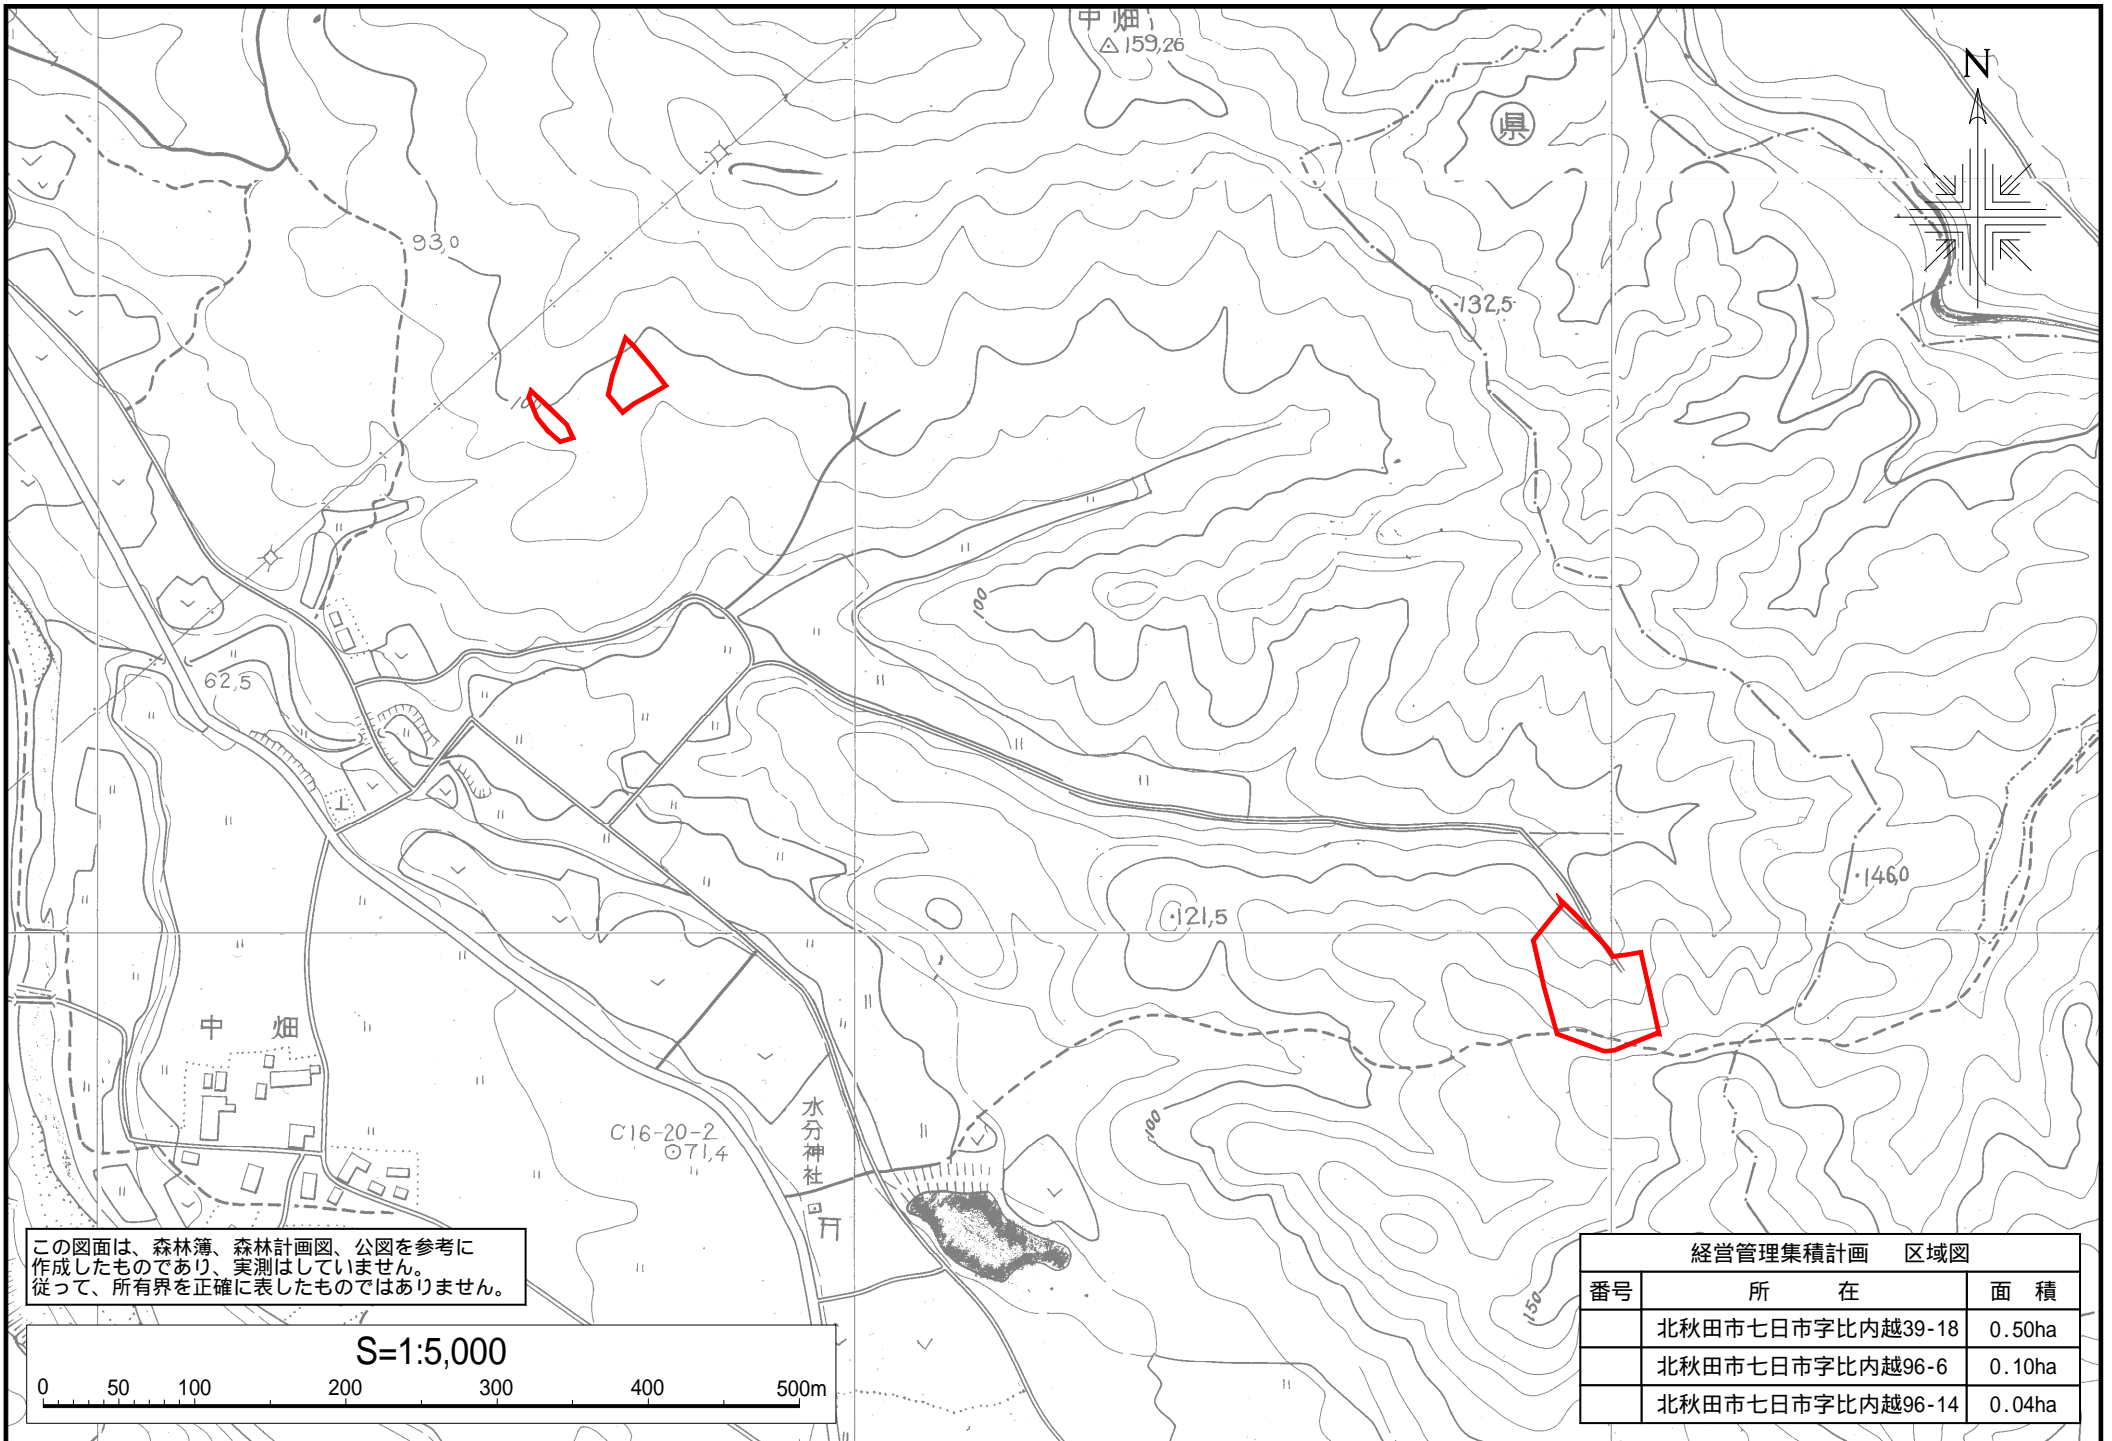 中畑
159,26
N
県
93,0
132,5
100
100
62,5
146,0
121,5
中 畑
100
C16-20-2
71,4
水分神社
150
この図面は、森林簿、森林計画図、公図を参考に
作成したものであり、実測はしていません。
従って、所有界を正確に表したものではありません。
S=1:5,000
0 50 100 200 300 400 500m
経営管理集積計画 区域図
番号 所 在 面 積
北秋田市七日市字比内越39-18 0.50ha
北秋田市七日市字比内越96-6 0.10ha
北秋田市七日市字比内越96-14 0.04ha